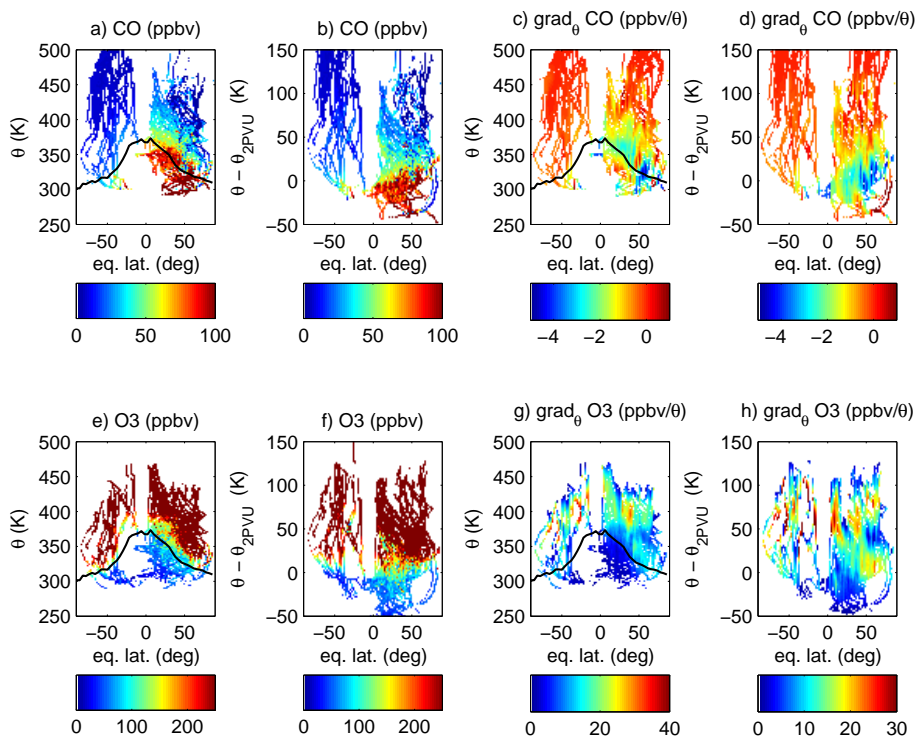 a) CO (ppbv)
b) CO (ppbv)
c) grad_θ CO (ppbv/θ)
d) grad_θ CO (ppbv/θ)
500
450
400
350
300
250
θ (K)
−50 0 50
eq. lat. (deg)
0 50 100
150
100
50
0
−50
θ − θ_2PVU (K)
−50 0 50
eq. lat. (deg)
0 50 100
500
450
400
350
300
250
θ (K)
−50 0 50
eq. lat. (deg)
−4 −2 0
150
100
50
0
−50
θ − θ_2PVU (K)
−50 0 50
eq. lat. (deg)
−4 −2 0
e) O3 (ppbv)
f) O3 (ppbv)
g) grad_θ O3 (ppbv/θ)
h) grad_θ O3 (ppbv/θ)
500
450
400
350
300
250
θ (K)
−50 0 50
eq. lat. (deg)
0 100 200
150
100
50
0
−50
θ − θ_2PVU (K)
−50 0 50
eq. lat. (deg)
0 100 200
500
450
400
350
300
250
θ (K)
−50 0 50
eq. lat. (deg)
0 20 40
150
100
50
0
−50
θ − θ_2PVU (K)
−50 0 50
eq. lat. (deg)
0 10 20 30